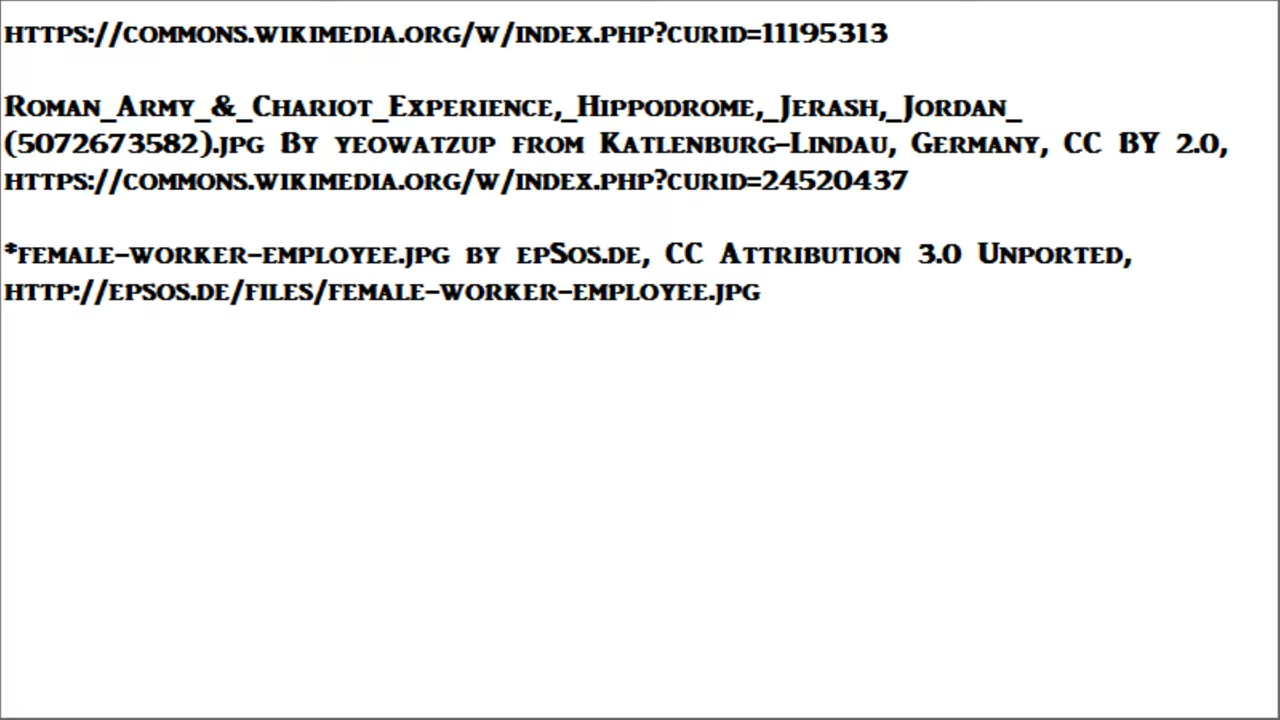 https://commons.wikimedia.org/w/index.php?curid=11195313
Roman_Army_&_Chariot_Experience,_Hippodrome,_Jerash,_Jordan_
(5072673582).jpg By yeowatzup from Katlenburg-Lindau, Germany, CC BY 2.0,
https://commons.wikimedia.org/w/index.php?curid=24520437
*female-worker-employee.jpg by epSos.de, CC Attribution 3.0 Unported,
http://epsos.de/files/female-worker-employee.jpg